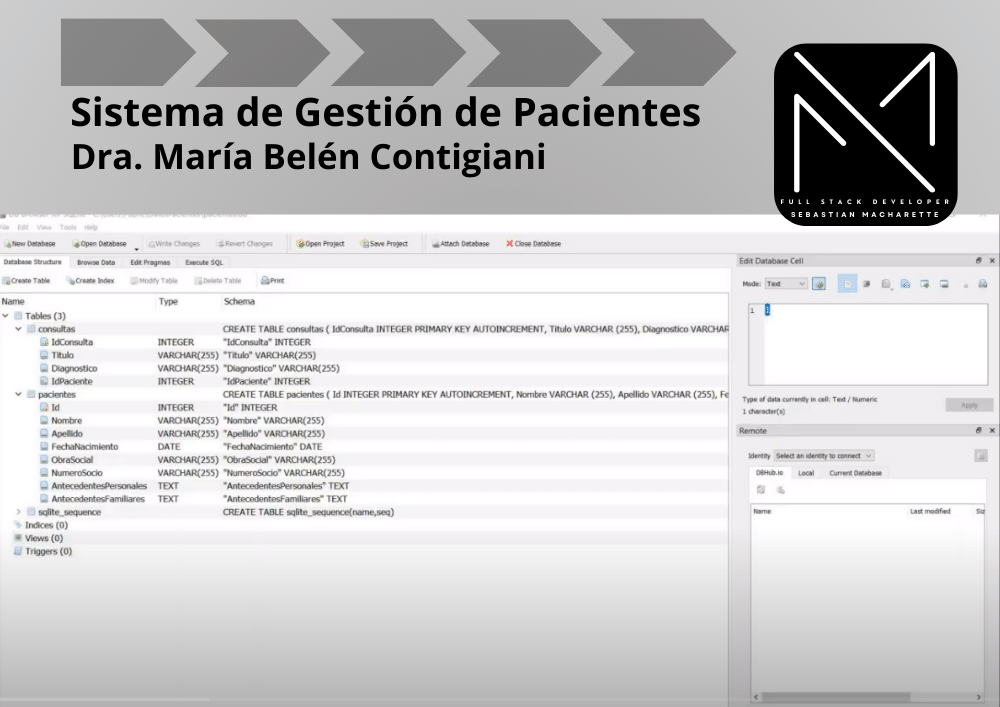 Sistema de Gestión de Pacientes
Dra. María Belén Contigiani
FULL STACK DEVELOPER
SEBASTIAN MACHARETTE
File Edit View Tools Help
New Database Open Database Write Changes Revert Changes Open Project Save Project Attach Database Close Database
Database Structure Browse Data Edit Pragmas Execute SQL
Create Table Create Index Modify Table Delete Table Print
Name Type Schema
Tables (3)
consultas CREATE TABLE consultas ( IdConsulta INTEGER PRIMARY KEY AUTOINCREMENT, Titulo VARCHAR (255), Diagnostico VARCHAR
IdConsulta INTEGER "IdConsulta" INTEGER
Titulo VARCHAR(255) "Titulo" VARCHAR(255)
Diagnostico VARCHAR(255) "Diagnostico" VARCHAR(255)
IdPaciente INTEGER "IdPaciente" INTEGER
pacientes CREATE TABLE pacientes ( Id INTEGER PRIMARY KEY AUTOINCREMENT, Nombre VARCHAR (255), Apellido VARCHAR (255), Fe
Id INTEGER "Id" INTEGER
Nombre VARCHAR(255) "Nombre" VARCHAR(255)
Apellido VARCHAR(255) "Apellido" VARCHAR(255)
FechaNacimiento DATE "FechaNacimiento" DATE
ObraSocial VARCHAR(255) "ObraSocial" VARCHAR(255)
NumeroSocio VARCHAR(255) "NumeroSocio" VARCHAR(255)
AntecedentesPersonales TEXT "AntecedentesPersonales" TEXT
AntecedentesFamiliares TEXT "AntecedentesFamiliares" TEXT
sqlite_sequence CREATE TABLE sqlite_sequence(name,seq)
Indices (0)
Views (0)
Triggers (0)
Edit Database Cell
Mode: Text
1 1
Type of data currently in cell: Text / Numeric
1 character(s)
Apply
Remote
Identity Select an identity to connect
DBHub.io Local Current Database
Name Last modified Siz